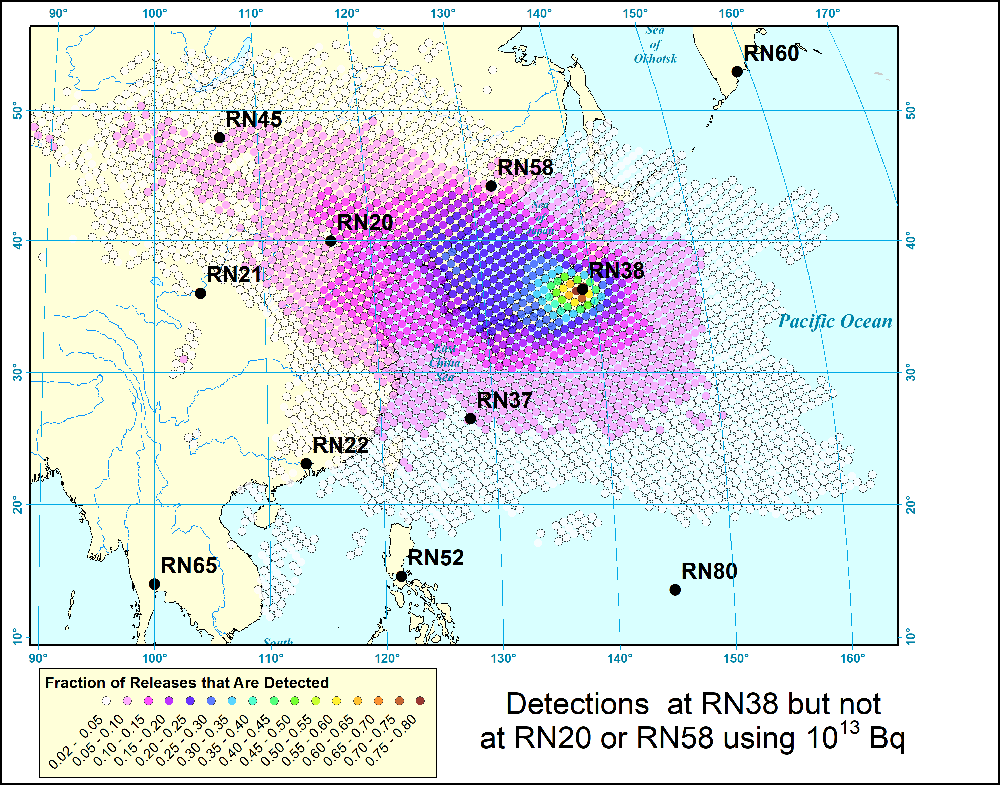 90° 100° 110° 120° 130° 140° 150° 160° 170°
Sea
of
Okhotsk
RN60
50° 50°
RN45
RN58
Sea
of
Japan
RN20
40° 40°
RN21
RN38
Pacific Ocean
East
China
Sea
30° 30°
RN37
RN22
20° 20°
RN52
RN65
RN80
10° 10°
South
90° 100° 110° 120° 130° 140° 150° 160°
Fraction of Releases that Are Detected
0.02 - 0.05
0.05 - 0.10
0.10 - 0.15
0.15 - 0.20
0.20 - 0.25
0.25 - 0.30
0.30 - 0.35
0.35 - 0.40
0.40 - 0.45
0.45 - 0.50
0.50 - 0.55
0.55 - 0.60
0.60 - 0.65
0.65 - 0.70
0.70 - 0.75
0.75 - 0.80
Detections at RN38 but not
at RN20 or RN58 using 10¹³ Bq